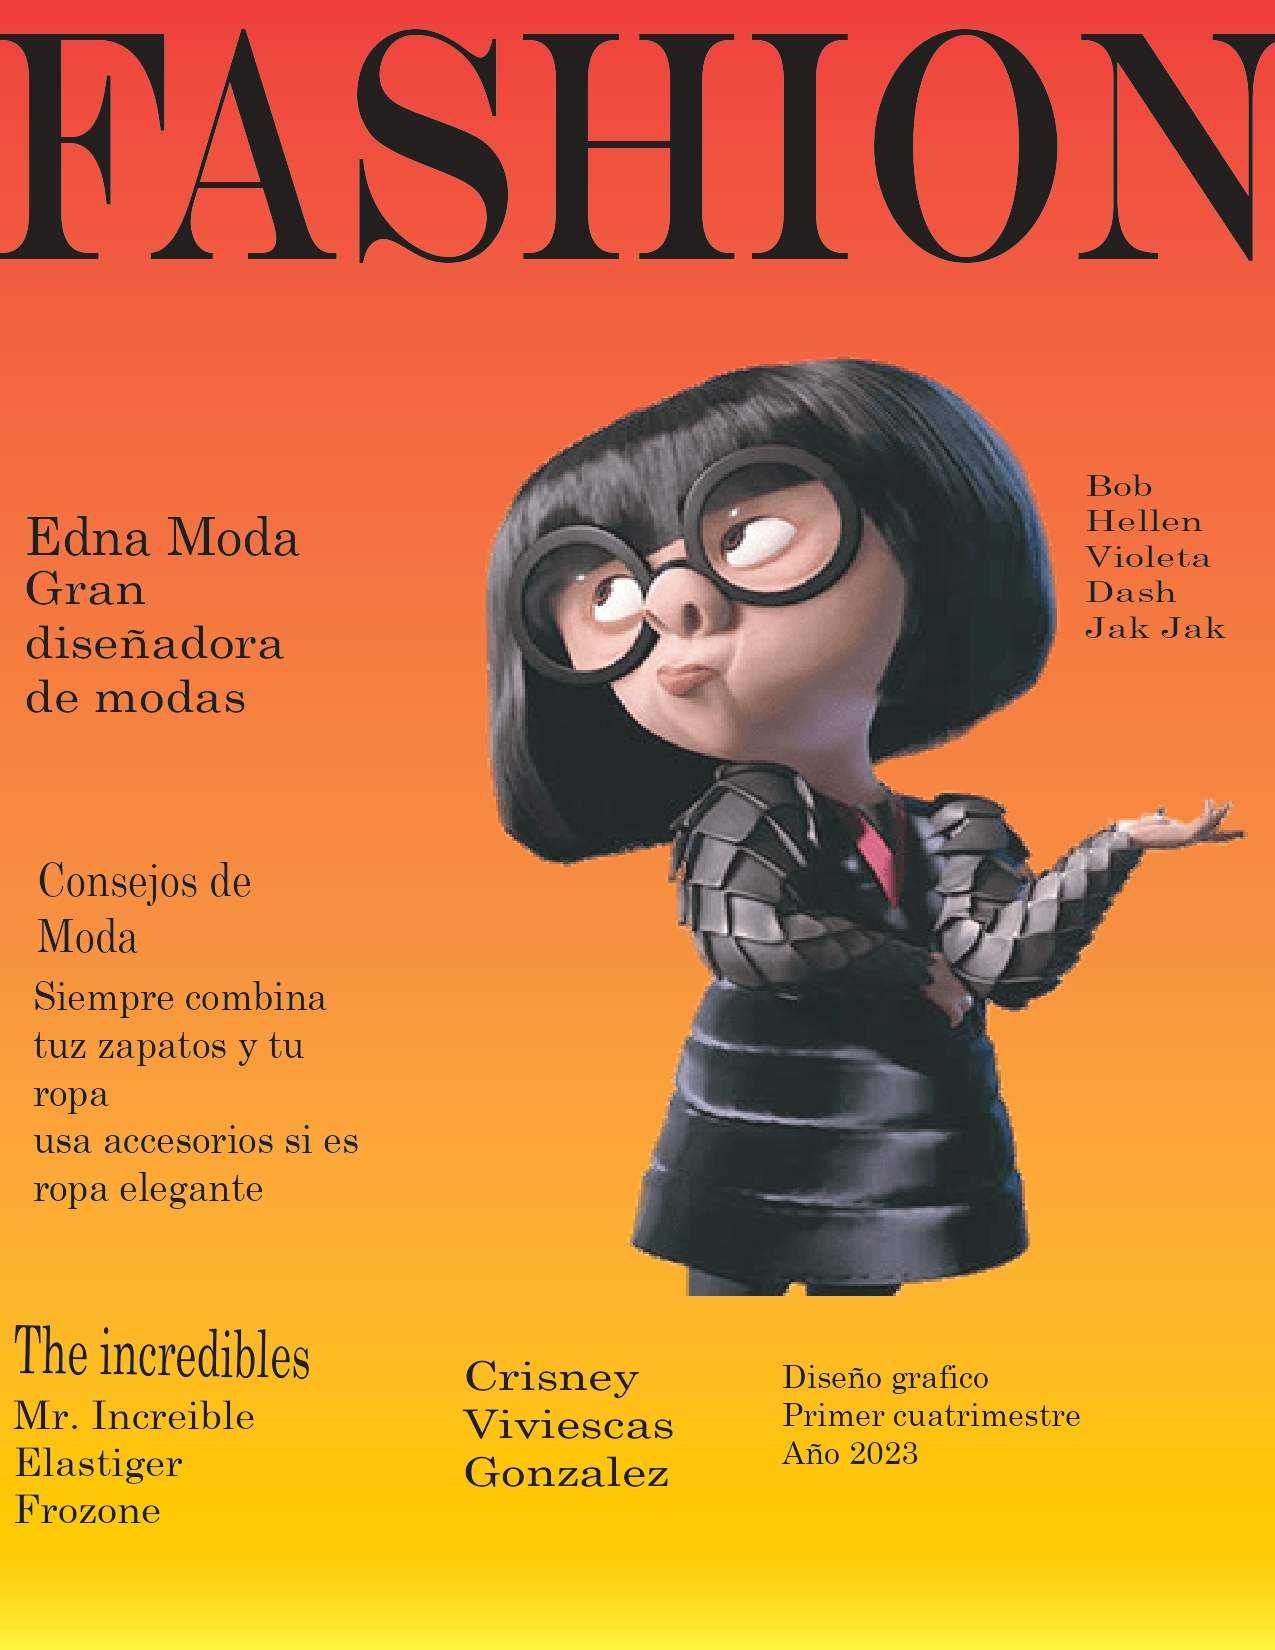 FASHION
Edna Moda
Gran
diseñadora
de modas
Bob
Hellen
Violeta
Dash
Jak Jak
Consejos de
Moda
Siempre combina
tuz zapatos y tu
ropa
usa accesorios si es
ropa elegante
The incredibles
Mr. Increible
Elastiger
Frozone
Crisney
Viviescas
Gonzalez
Diseño grafico
Primer cuatrimestre
Año 2023